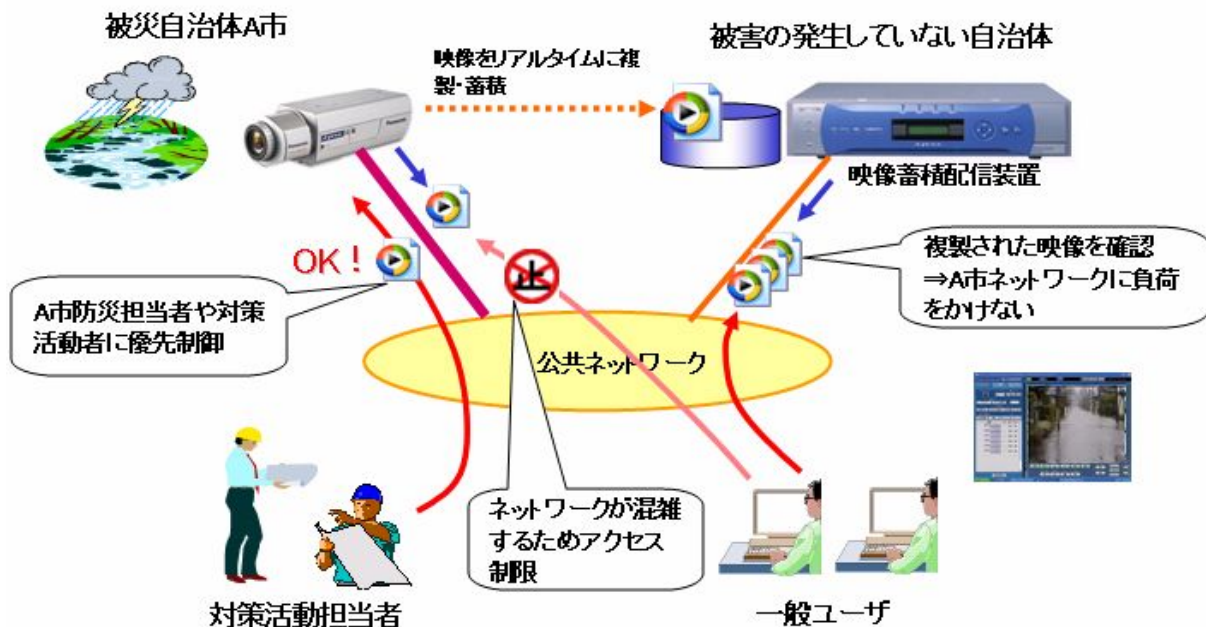 被災自治体A市
被害の発生していない自治体
映像をリアルタイムに複
製・蓄積
映像蓄積配信装置
OK!
止
複製された映像を確認
⇒A市ネットワークに負荷
をかけない
A市防災担当者や対策
活動者に優先制御
公共ネットワーク
ネットワークが混雑
するためアクセス
制限
対策活動担当者
一般ユーザ